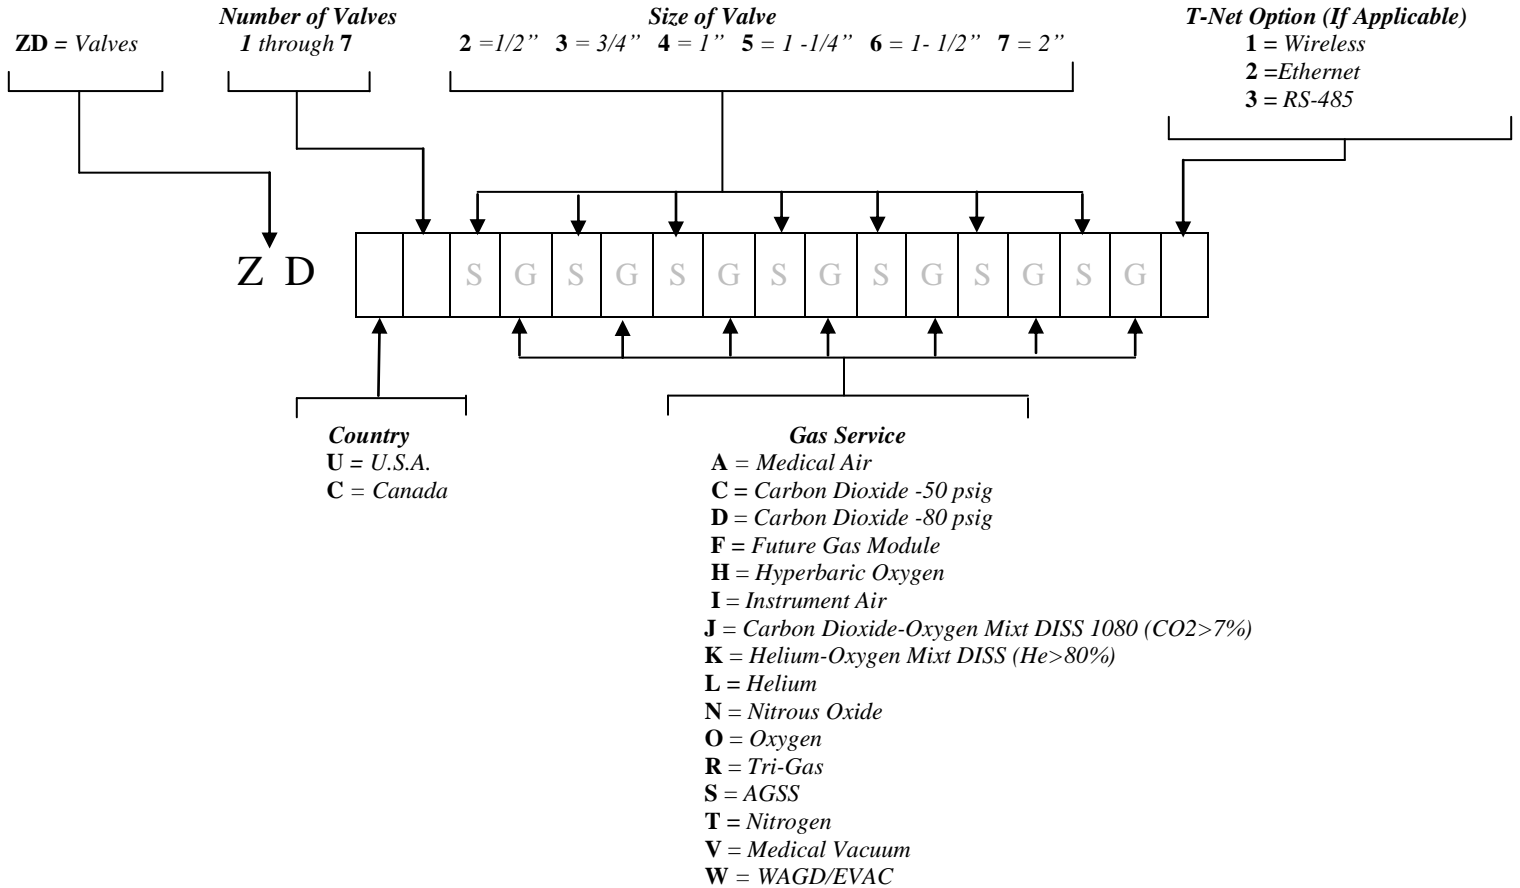 Number of Valves
Size of Valve
T-Net Option (If Applicable)
ZD = Valves
1 through 7
2 =1/2” 3 = 3/4” 4 = 1” 5 = 1 -1/4” 6 = 1- 1/2” 7 = 2”
1 = Wireless
2 =Ethernet
3 = RS-485
Z D
S G S G S G S G S G S G S G
Country
U = U.S.A.
C = Canada
Gas Service
A = Medical Air
C = Carbon Dioxide -50 psig
D = Carbon Dioxide -80 psig
F = Future Gas Module
H = Hyperbaric Oxygen
I = Instrument Air
J = Carbon Dioxide-Oxygen Mixt DISS 1080 (CO2>7%)
K = Helium-Oxygen Mixt DISS (He>80%)
L = Helium
N = Nitrous Oxide
O = Oxygen
R = Tri-Gas
S = AGSS
T = Nitrogen
V = Medical Vacuum
W = WAGD/EVAC